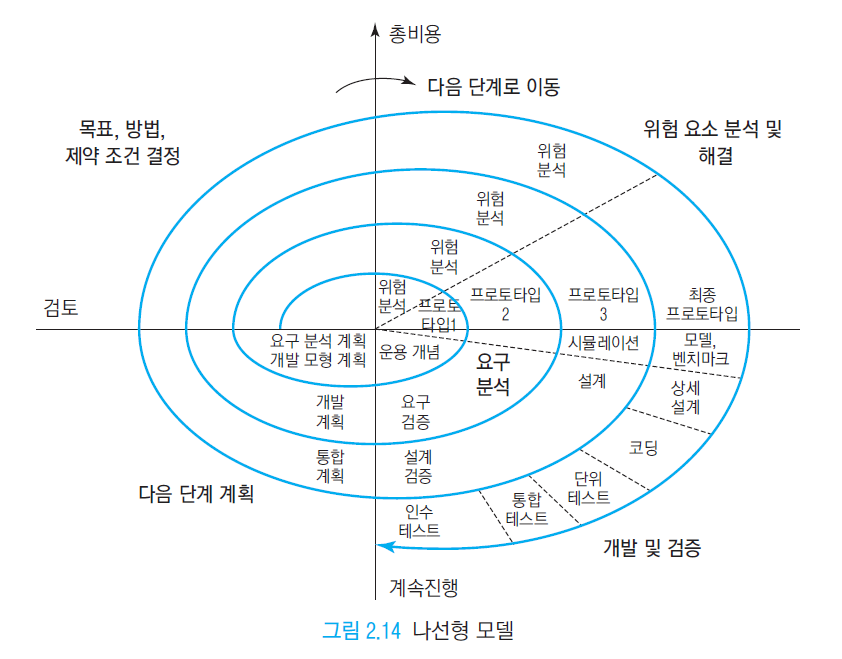 총비용
다음 단계로 이동
목표, 방법,
제약 조건 결정
위험 요소 분석 및
해결
위험
분석
위험
분석
위험
분석
위험
분석
프로토
타입1
프로토타입
2
프로토타입
3
최종
프로토타입
검토
요구 분석 계획
개발 모형 계획
운용 개념
요구
분석
시뮬레이션
모델,
벤치마크
설계
상세
설계
개발
계획
요구
검증
코딩
통합
계획
설계
검증
단위
테스트
통합
테스트
인수
테스트
다음 단계 계획
개발 및 검증
계속진행
그림 2.14 나선형 모델